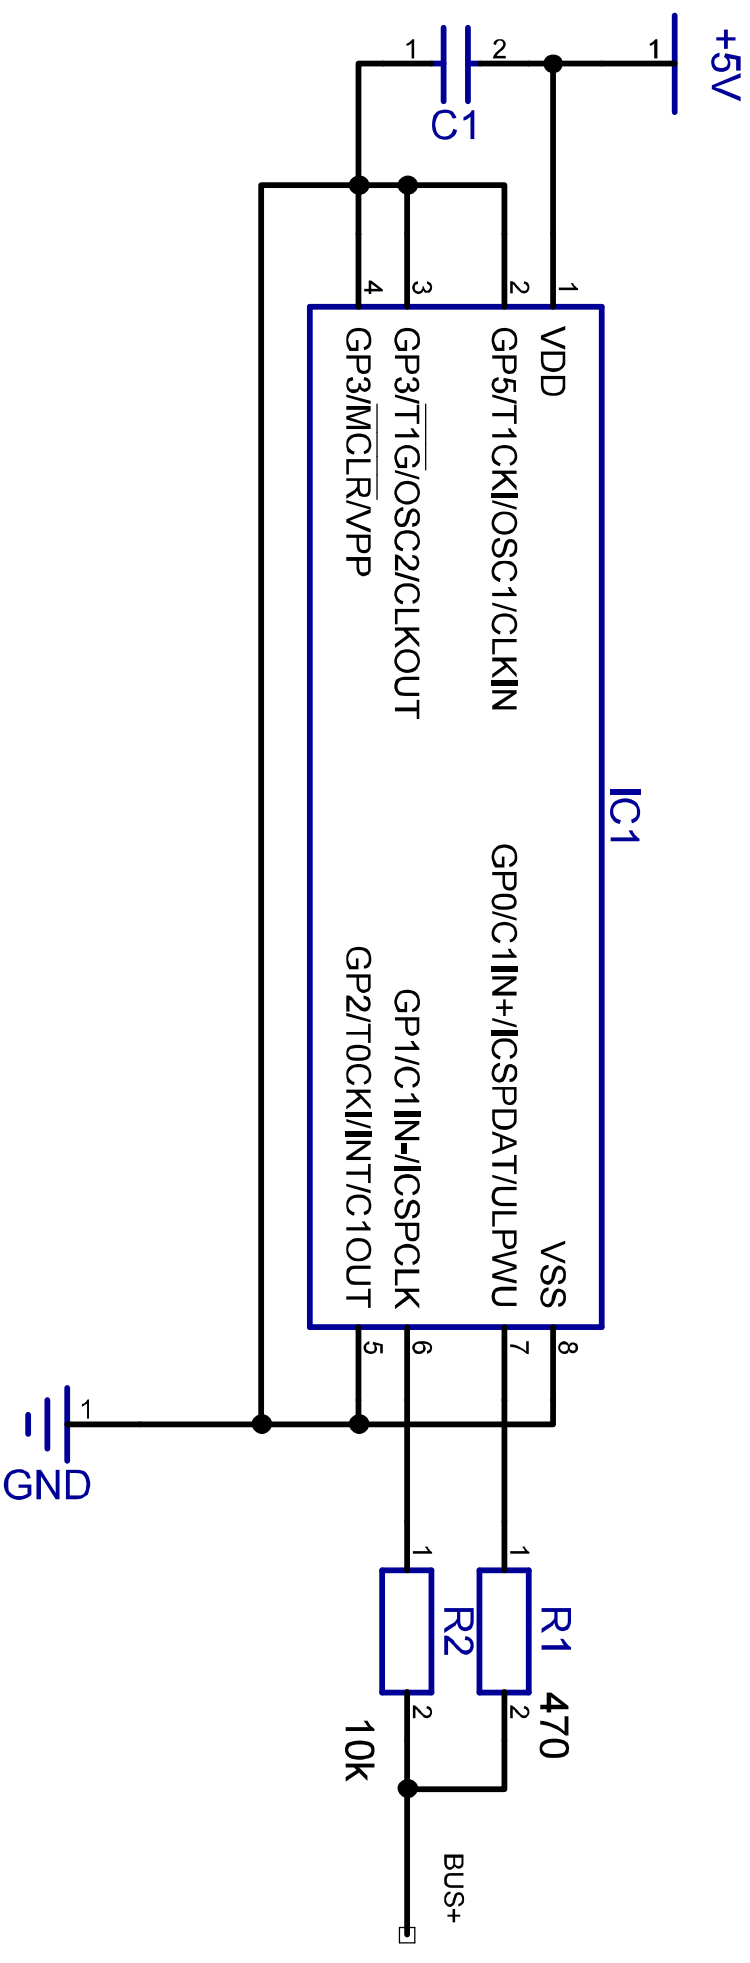 +5V
1
1
2
C1
4
3
2
1
VDD
GP5/T1CKI/OSC1/CLKIN
GP3/T1G/OSC2/CLKOUT
GP3/MCLR/VPP
IC1
VSS
GP0/C1IN+/ICSPDAT/ULPWU
GP1/C1IN-/ICSPCLK
GP2/T0CKI/INT/C1OUT
8
7
6
5
1
GND
1
R1
2
470
1
R2
2
10k
BUS+